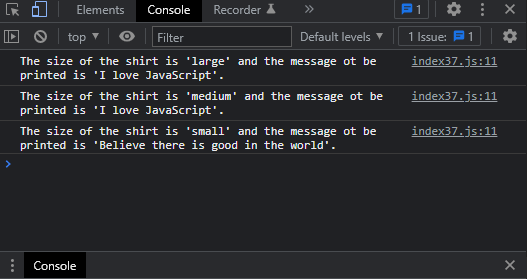 Elements Console Recorder 1
top Filter Default levels 1 Issue: 1
The size of the shirt is 'large' and the message ot be index37.js:11
printed is 'I love JavaScript'.
The size of the shirt is 'medium' and the message ot be index37.js:11
printed is 'I love JavaScript'.
The size of the shirt is 'small' and the message ot be index37.js:11
printed is 'Believe there is good in the world'.
Console